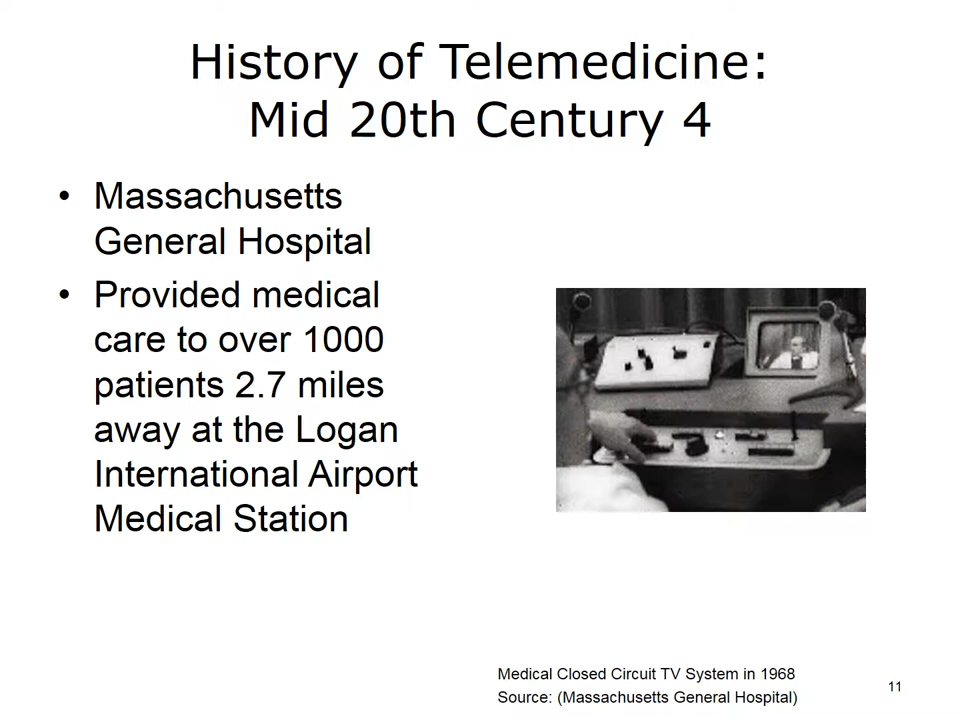 History of Telemedicine:
Mid 20th Century 4
• Massachusetts
General Hospital
• Provided medical
care to over 1000
patients 2.7 miles
away at the Logan
International Airport
Medical Station
Medical Closed Circuit TV System in 1968
Source: (Massachusetts General Hospital)
11